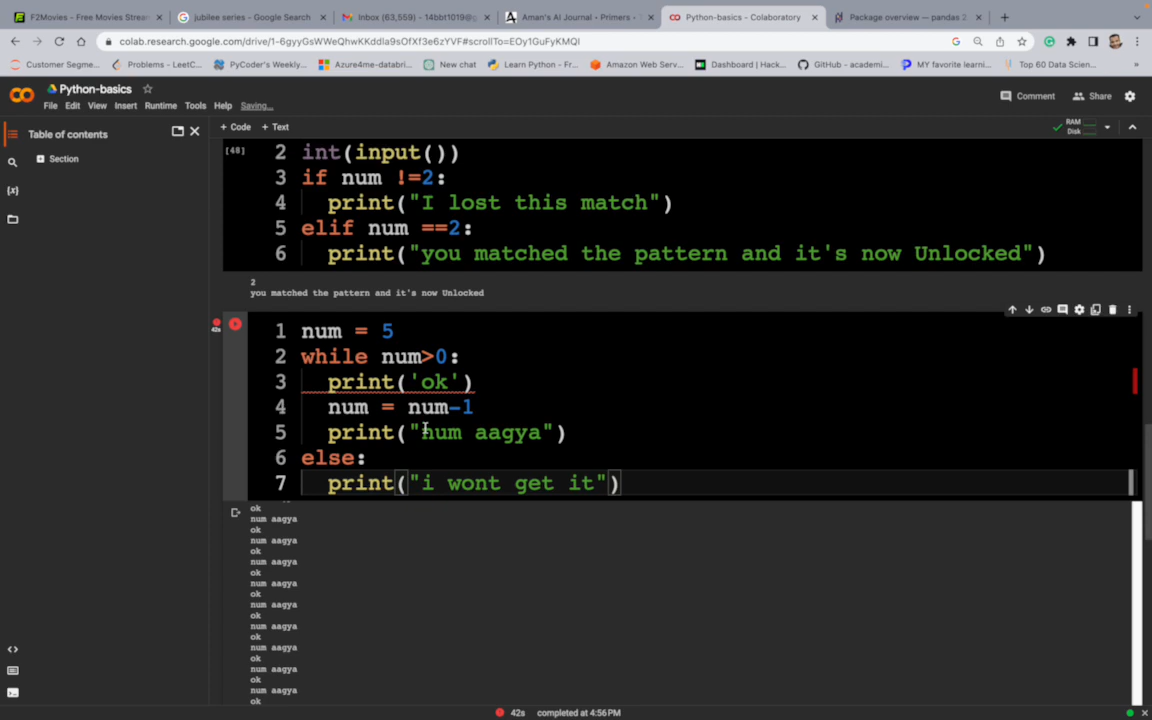 F2Movies - Free Movies Stream
jubilee series - Google Search
Inbox (63,559) - 14bbt1019@g
Aman's AI Journal - Primers - T
Python-basics - Colaboratory
Package overview — pandas 2.
colab.research.google.com/drive/1-6gyyGsWWeQhwKKddla9sOfXf3e6zYVF#scrollTo=EOy1GuFyKMQI
Customer Segme...
Problems - LeetC...
PyCoder's Weekly...
Azure4me-databri...
New chat
Learn Python - Fr...
Amazon Web Serv...
Dashboard | Hack...
GitHub - academi...
MY favorite learni...
Top 60 Data Scien...
Python-basics
File Edit View Insert Runtime Tools Help Saving...
Comment
Share
Table of contents
Section
+ Code + Text
RAM
Disk
[48]
2 int(input())
3 if num !=2:
4 print("I lost this match")
5 elif num ==2:
6 print("you matched the pattern and it's now Unlocked")
2
you matched the pattern and it's now Unlocked
42s
1 num = 5
2 while num>0:
3 print('ok')
4 num = num-1
5 print("num aagya")
6 else:
7 print("i wont get it")
ok
num aagya
ok
num aagya
ok
num aagya
ok
num aagya
ok
num aagya
ok
num aagya
ok
num aagya
ok
num aagya
ok
num aagya
ok
42s completed at 4:56 PM